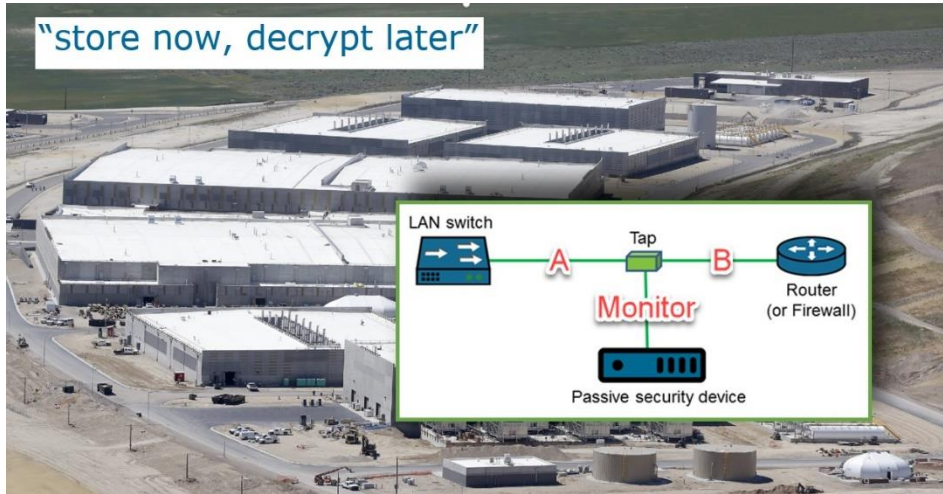 “store now, decrypt later”
LAN switch
Tap
A
B
Monitor
Router
(or Firewall)
Passive security device